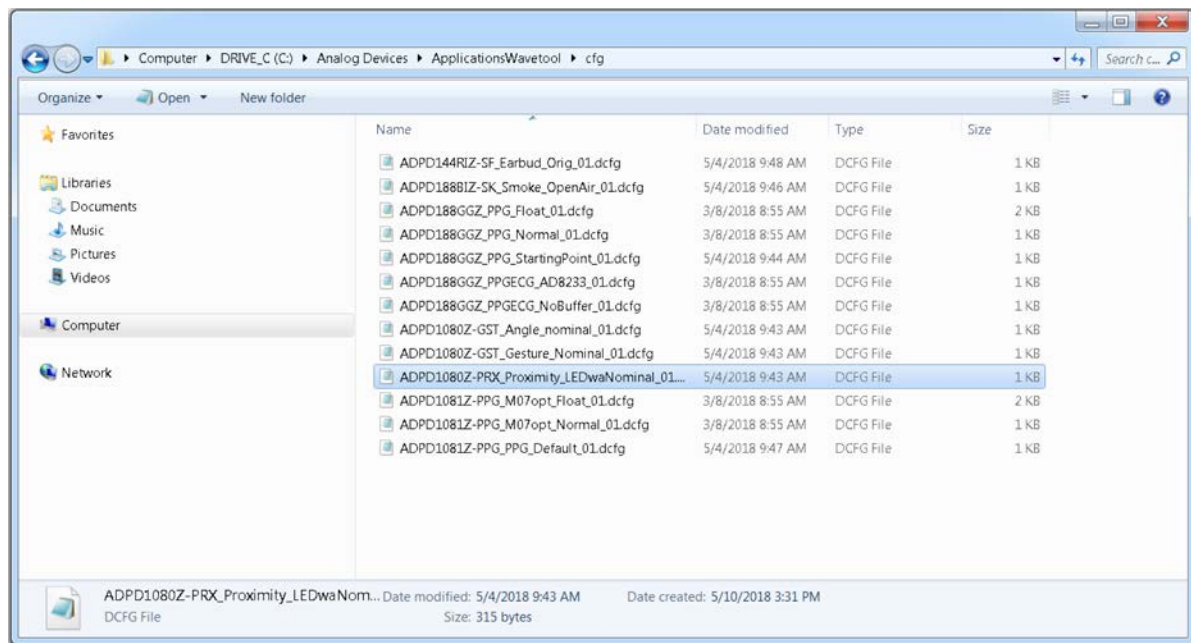 Computer ▸ DRIVE_C (C:) ▸ Analog Devices ▸ ApplicationsWavetool ▸ cfg
Search c...
Organize
Open
New folder
Favorites
Libraries
Documents
Music
Pictures
Videos
Computer
Network
Name Date modified Type Size
ADPD144RIZ-SF_Earbud_Orig_01.dcfg 5/4/2018 9:48 AM DCFG File 1 KB
ADPD188BIZ-SK_Smoke_OpenAir_01.dcfg 5/4/2018 9:46 AM DCFG File 1 KB
ADPD188GGZ_PPG_Float_01.dcfg 3/8/2018 8:55 AM DCFG File 2 KB
ADPD188GGZ_PPG_Normal_01.dcfg 3/8/2018 8:55 AM DCFG File 1 KB
ADPD188GGZ_PPG_StartingPoint_01.dcfg 5/4/2018 9:44 AM DCFG File 1 KB
ADPD188GGZ_PPGECG_AD8233_01.dcfg 3/8/2018 8:55 AM DCFG File 1 KB
ADPD188GGZ_PPGECG_NoBuffer_01.dcfg 3/8/2018 8:55 AM DCFG File 1 KB
ADPD1080Z-GST_Angle_nominal_01.dcfg 5/4/2018 9:43 AM DCFG File 1 KB
ADPD1080Z-GST_Gesture_Nominal_01.dcfg 5/4/2018 9:43 AM DCFG File 1 KB
ADPD1080Z-PRX_Proximity_LEDwaNominal_01.... 5/4/2018 9:43 AM DCFG File 1 KB
ADPD1081Z-PPG_M07opt_Float_01.dcfg 3/8/2018 8:55 AM DCFG File 2 KB
ADPD1081Z-PPG_M07opt_Normal_01.dcfg 3/8/2018 8:55 AM DCFG File 1 KB
ADPD1081Z-PPG_PPG_Default_01.dcfg 5/4/2018 9:47 AM DCFG File 1 KB
ADPD1080Z-PRX_Proximity_LEDwaNom... Date modified: 5/4/2018 9:43 AM Date created: 5/10/2018 3:31 PM
DCFG File Size: 315 bytes